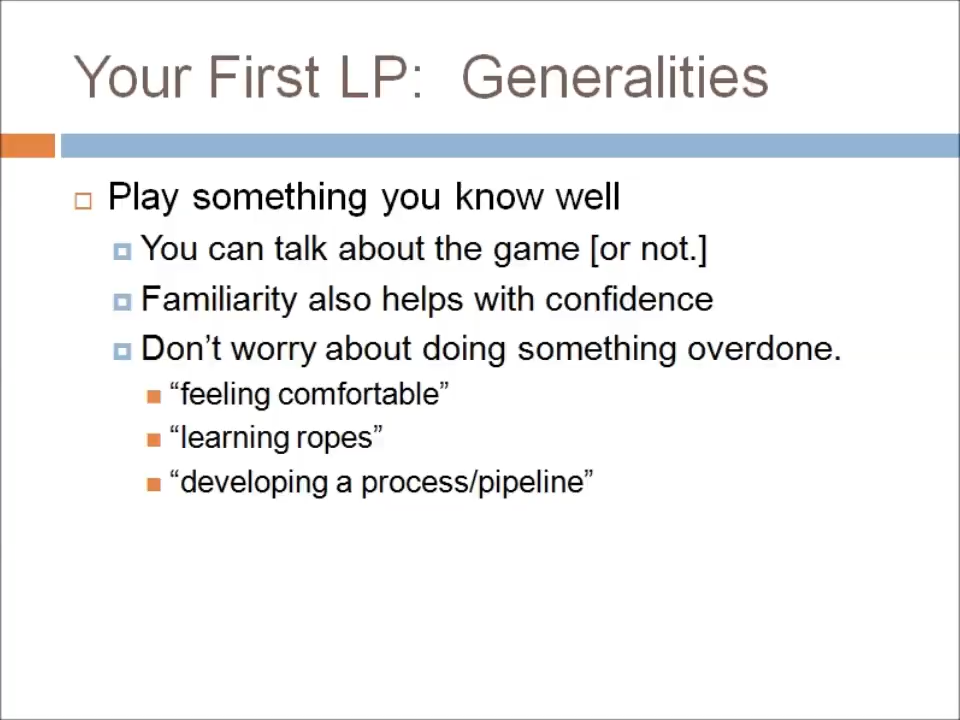 Your First LP:  Generalities
Play something you know well
You can talk about the game [or not.]
Familiarity also helps with confidence
Don’t worry about doing something overdone.
“feeling comfortable”
“learning ropes”
“developing a process/pipeline”